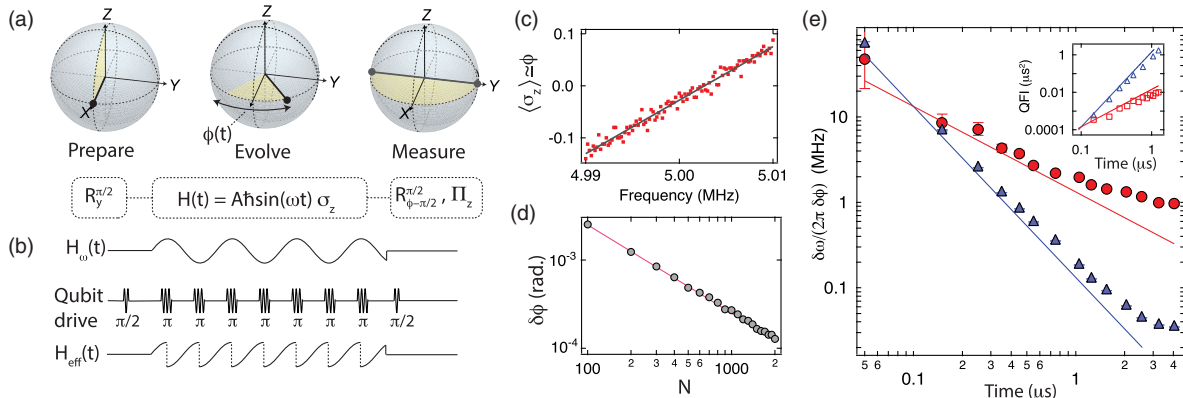 (a)
Z
Y
X
Prepare
Z
Y
ϕ(t)
Evolve
Z
Y
X
Measure
R_y^{π/2}
H(t) = Aħsin(ωt) σ_z
R_{ϕ−π/2}^{π/2} , Π_z
(b)
H_ω(t)
Qubit
drive
π/2 π π π π π π π π/2
H_eff(t)
(c)
⟨σ_z⟩≃ϕ
0.1
0.0
-0.1
4.99 5.00 5.01
Frequency (MHz)
(d)
δϕ (rad.)
10⁻³
10⁻⁴
100 2 3 4 5 6 1000 2
N
(e)
δω/(2π δϕ) (MHz)
10
1
0.1
5 6 0.1 2 3 4 5 6 1 2 3 4
Time (μs)
QFI (μs²)
1
0.01
0.0001
0.1 1
Time (μs)